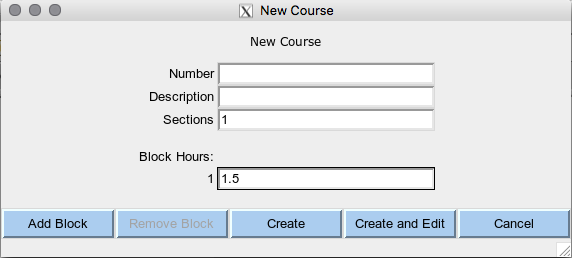 New Course
New Course
Number
Description
Sections 1
Block Hours:
1 1.5
Add Block Remove Block Create Create and Edit Cancel